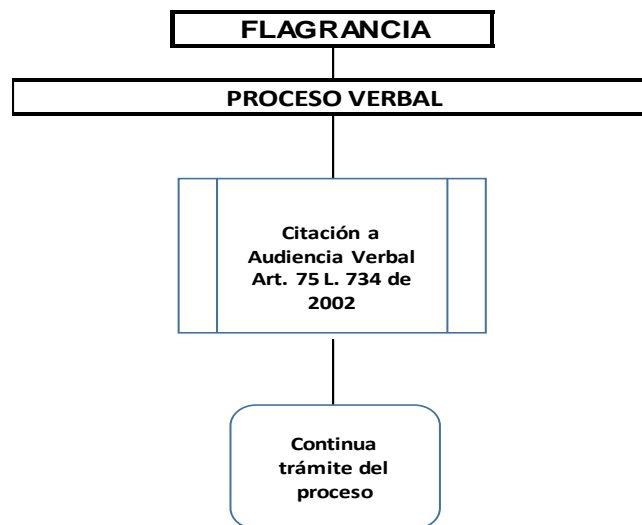 FLAGRANCIA
PROCESO VERBAL
Citación a
Audiencia Verbal
Art. 75 L. 734 de
2002
Continua
trámite del
proceso